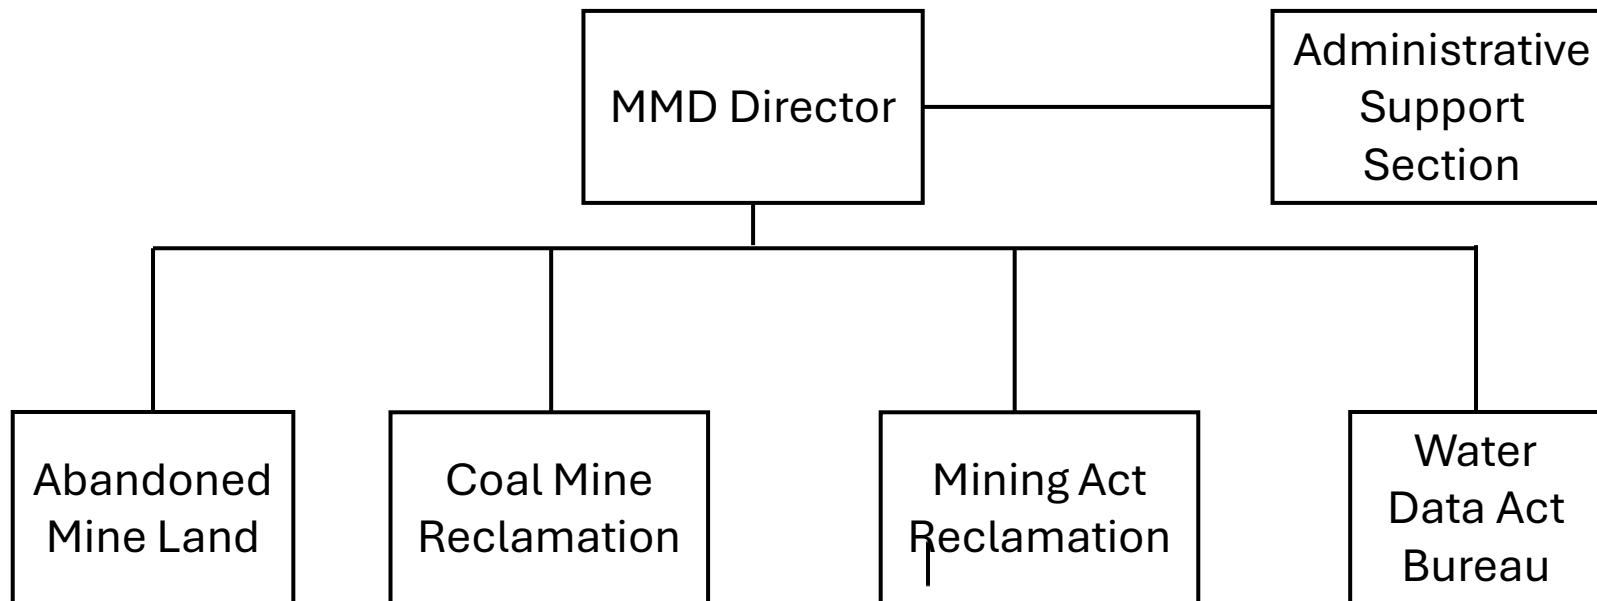 MMD Director
Administrative
Support
Section
Abandoned
Mine Land
Coal Mine
Reclamation
Mining Act
Reclamation
Water
Data Act
Bureau